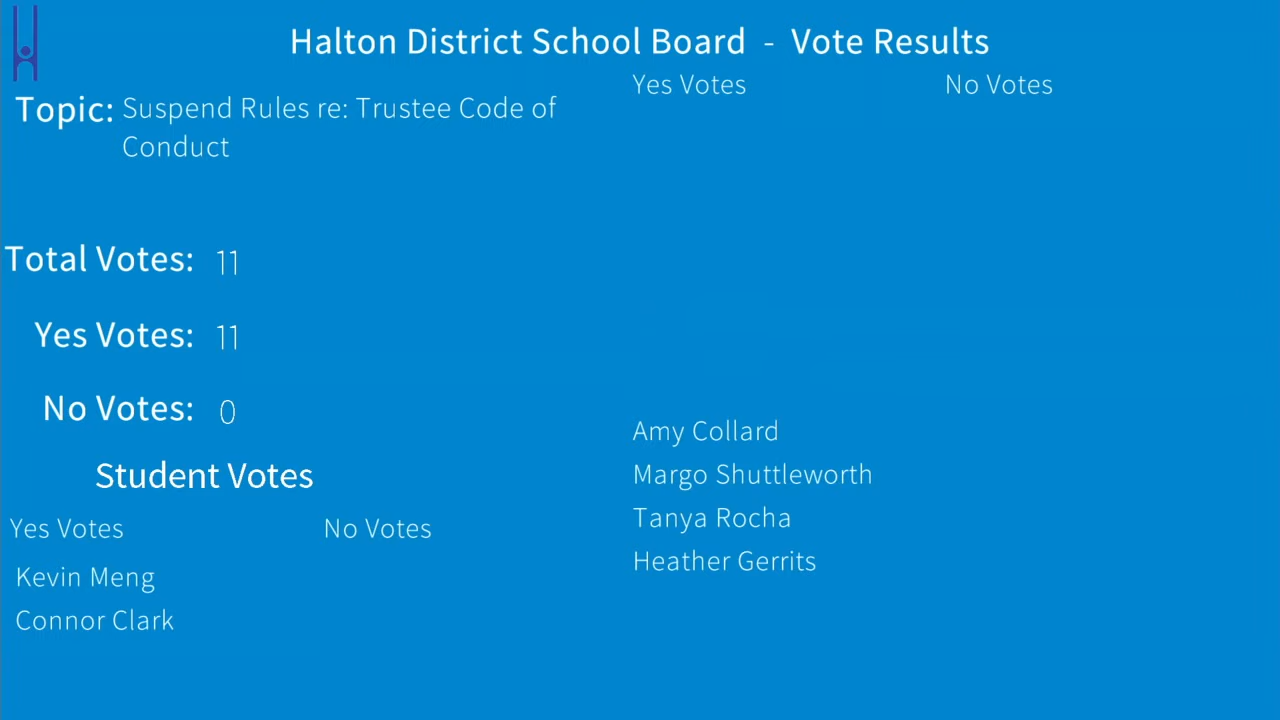 Halton District School Board - Vote Results
Topic: Suspend Rules re: Trustee Code of
Conduct
Total Votes: 11
Yes Votes: 11
No Votes: 0
Student Votes
Yes Votes No Votes
Kevin Meng
Connor Clark
Yes Votes No Votes
Amy Collard
Margo Shuttleworth
Tanya Rocha
Heather Gerrits